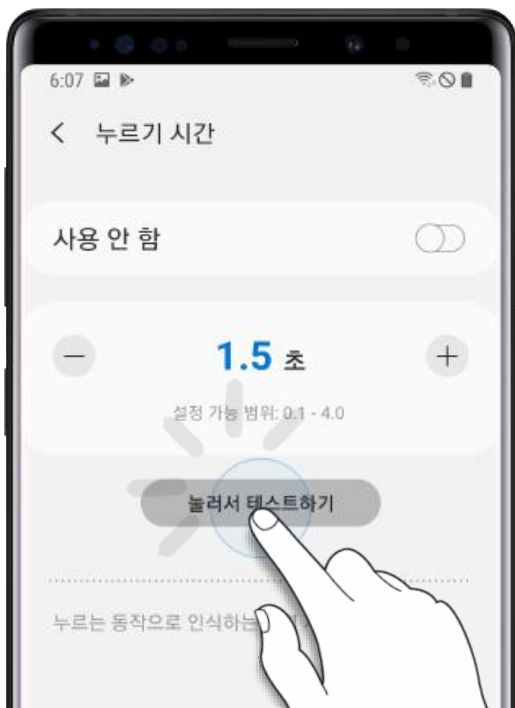 6:07
누르기 시간
사용 안 함
1.5 초
설정 가능 범위: 0.1 - 4.0
눌러서 테스트하기
누르는 동작으로 인식하는